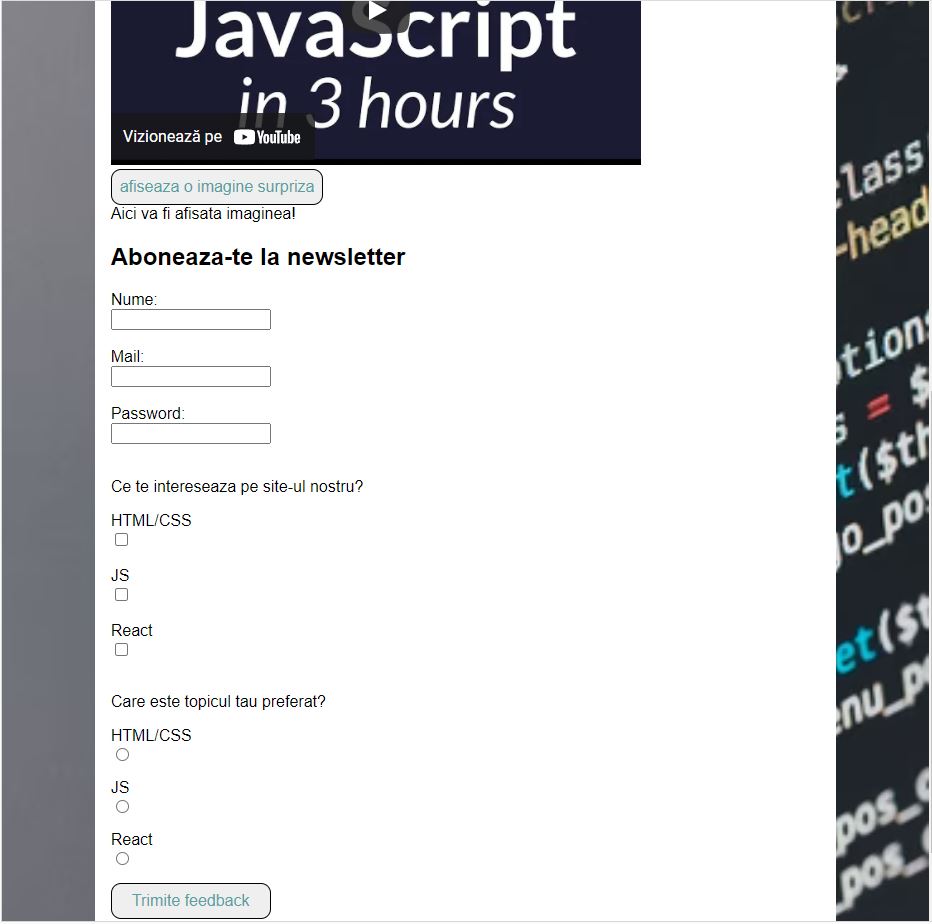 JavaScript
in 3 hours
Vizionează pe YouTube
afiseaza o imagine surpriza
Aici va fi afisata imaginea!
Aboneaza-te la newsletter
Nume:
Mail:
Password:
Ce te intereseaza pe site-ul nostru?
HTML/CSS
JS
React
Care este topicul tau preferat?
HTML/CSS
JS
React
Trimite feedback